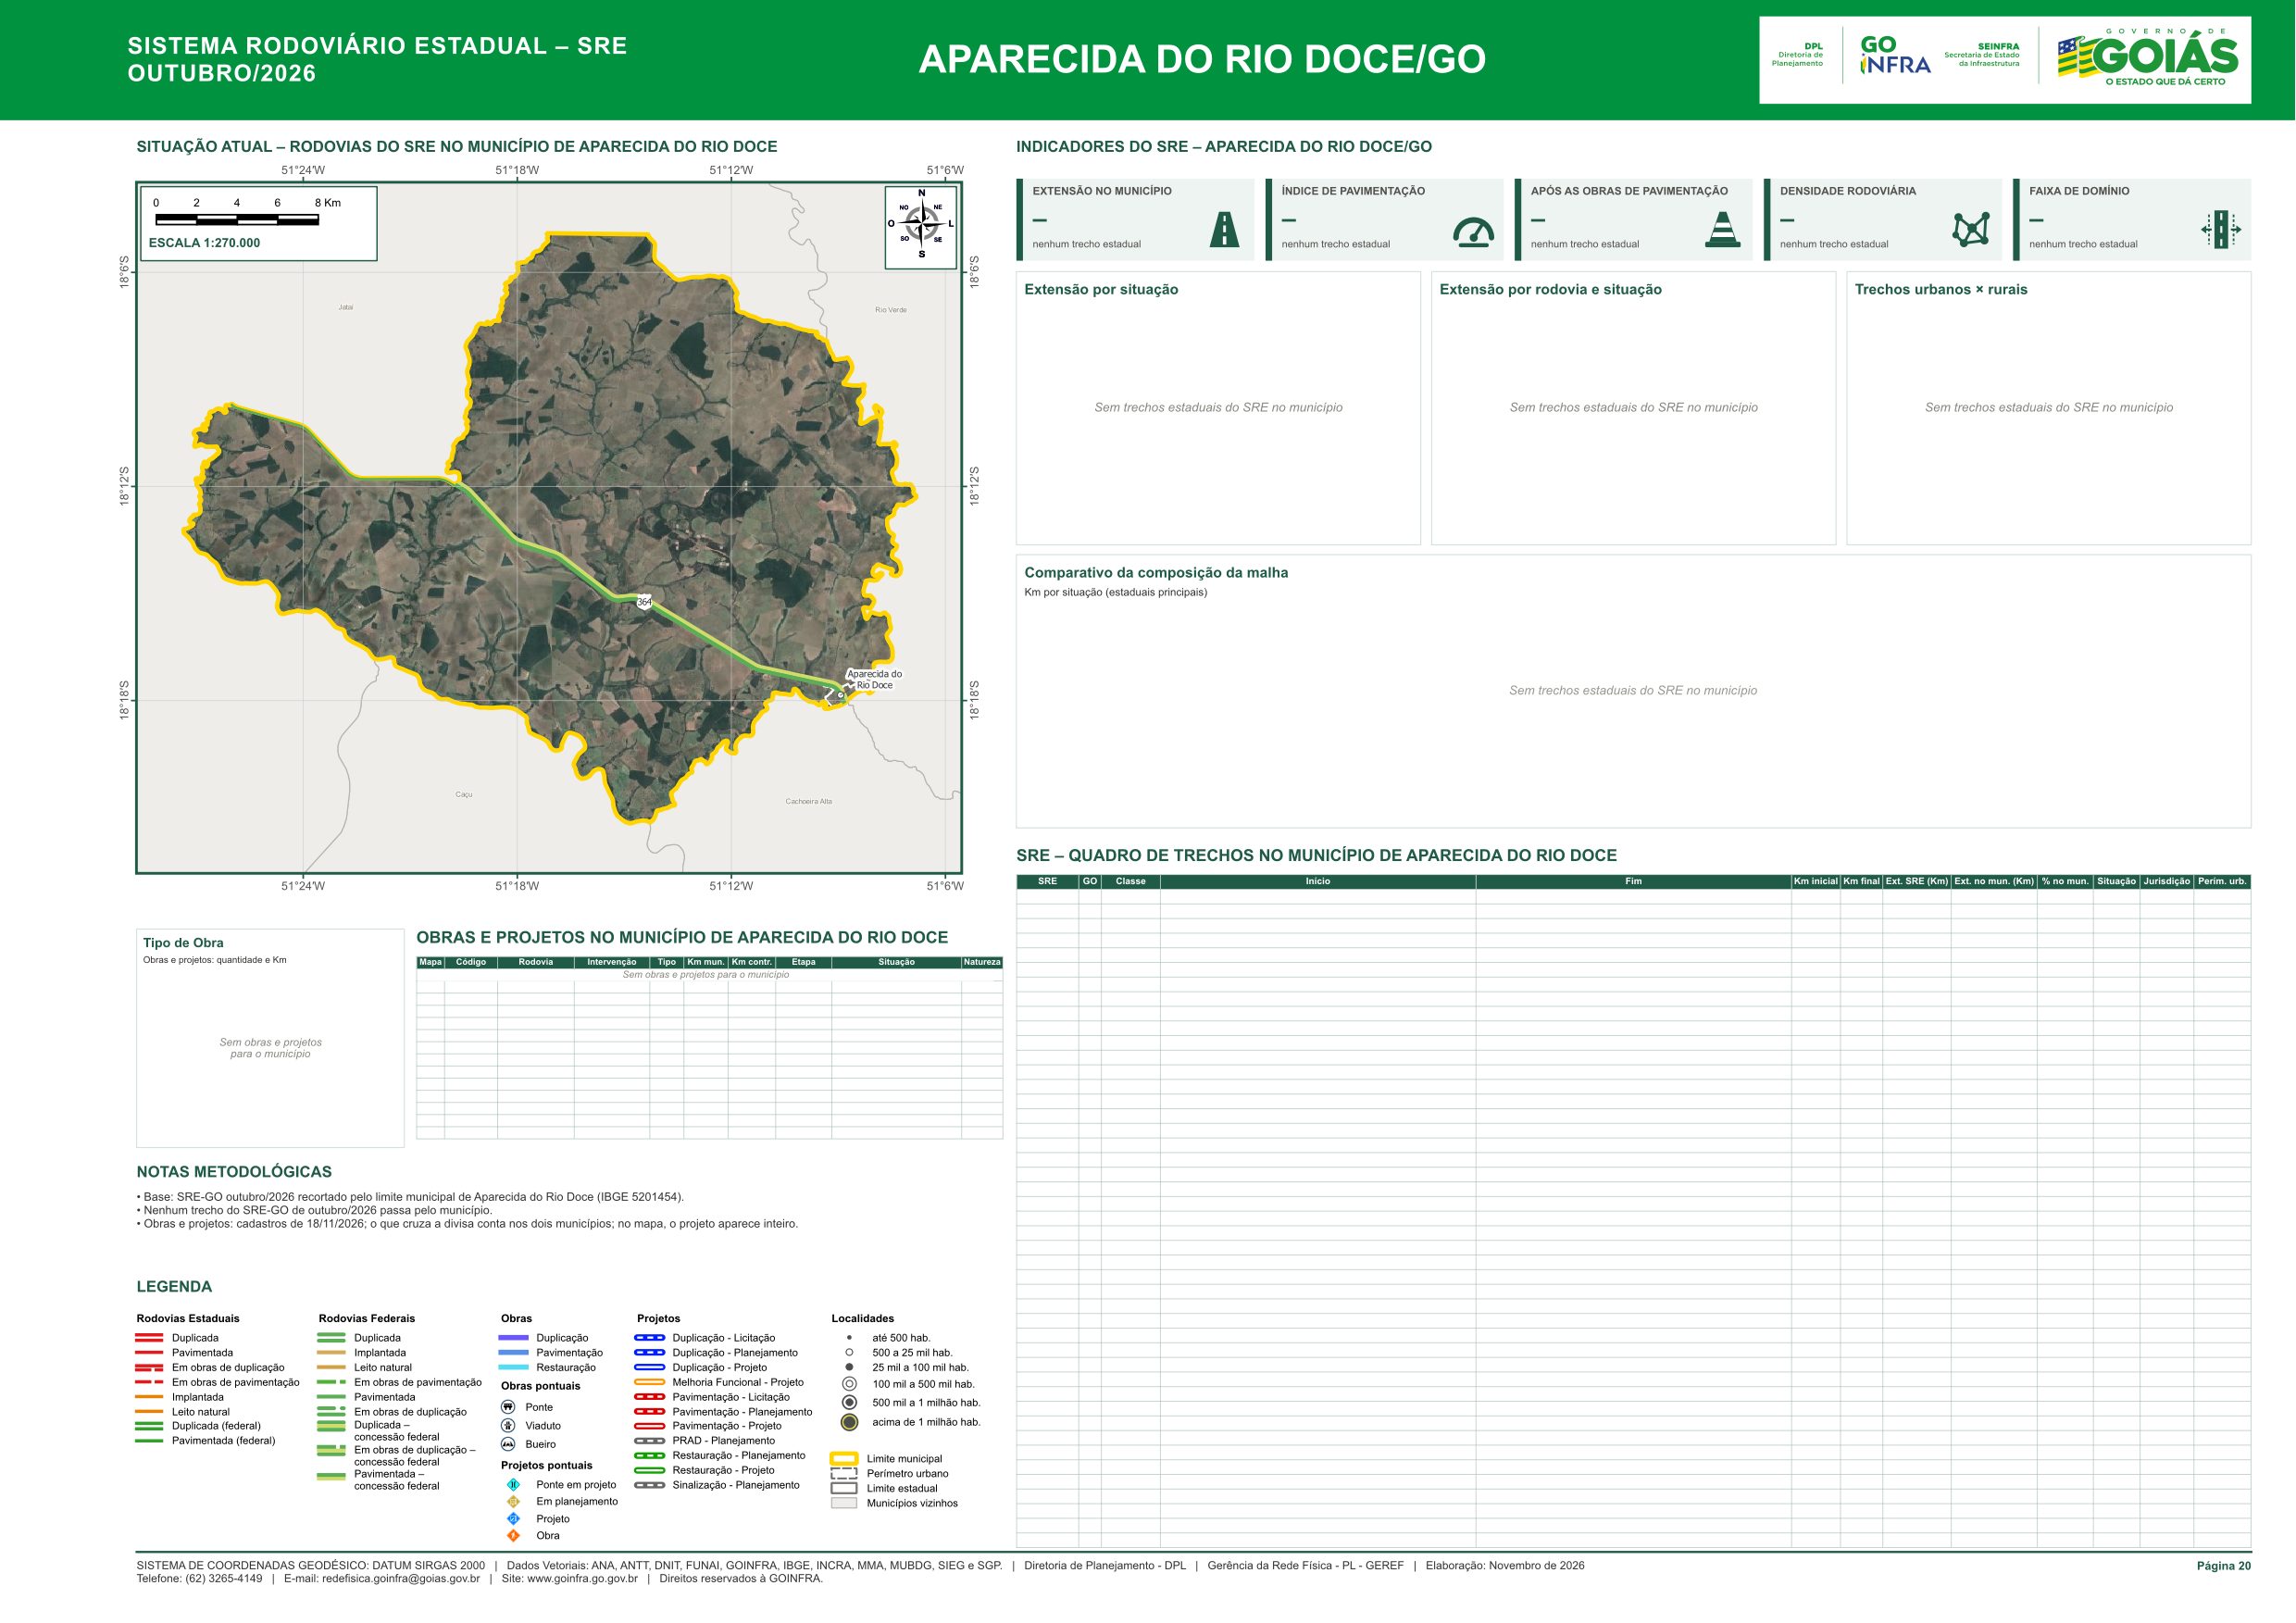 SISTEMA RODOVIÁRIO ESTADUAL – SRE
OUTUBRO/2026
APARECIDA DO RIO DOCE/GO
DPL
Diretoria de
Planejamento
GO
INFRA
SEINFRA
Secretaria de Estado
da Infraestrutura
GOVERNO DE
GOIÁS
O ESTADO QUE DÁ CERTO
SITUAÇÃO ATUAL – RODOVIAS DO SRE NO MUNICÍPIO DE APARECIDA DO RIO DOCE
51°24'W 51°18'W 51°12'W 51°6'W
0 2 4 6 8 Km
ESCALA 1:270.000
N
NO NE
O L
SO SE
S
18°6'S 18°6'S
Jataí
Rio Verde
18°12'S 18°12'S
364
Aparecida do
Rio Doce
18°18'S 18°18'S
Caçu
Cachoeira Alta
51°24'W 51°18'W 51°12'W 51°6'W
Tipo de Obra
Obras e projetos: quantidade e Km
Sem obras e projetos
para o município
OBRAS E PROJETOS NO MUNICÍPIO DE APARECIDA DO RIO DOCE
Mapa Código Rodovia Intervenção Tipo Km mun. Km contr. Etapa Situação Natureza
Sem obras e projetos para o município
NOTAS METODOLÓGICAS
• Base: SRE-GO outubro/2026 recortado pelo limite municipal de Aparecida do Rio Doce (IBGE 5201454).
• Nenhum trecho do SRE-GO de outubro/2026 passa pelo município.
• Obras e projetos: cadastros de 18/11/2026; o que cruza a divisa conta nos dois municípios; no mapa, o projeto aparece inteiro.
LEGENDA
Rodovias Estaduais
Duplicada
Pavimentada
Em obras de duplicação
Em obras de pavimentação
Implantada
Leito natural
Duplicada (federal)
Pavimentada (federal)
Rodovias Federais
Duplicada
Implantada
Leito natural
Em obras de pavimentação
Pavimentada
Em obras de duplicação
Duplicada –
concessão federal
Em obras de duplicação –
concessão federal
Pavimentada –
concessão federal
Obras
Duplicação
Pavimentação
Restauração
Obras pontuais
Ponte
Viaduto
Bueiro
Projetos pontuais
Ponte em projeto
Em planejamento
Projeto
Obra
Projetos
Duplicação - Licitação
Duplicação - Planejamento
Duplicação - Projeto
Melhoria Funcional - Projeto
Pavimentação - Licitação
Pavimentação - Planejamento
Pavimentação - Projeto
PRAD - Planejamento
Restauração - Planejamento
Restauração - Projeto
Sinalização - Planejamento
Localidades
até 500 hab.
500 a 25 mil hab.
25 mil a 100 mil hab.
100 mil a 500 mil hab.
500 mil a 1 milhão hab.
acima de 1 milhão hab.
Limite municipal
Perímetro urbano
Limite estadual
Municípios vizinhos
INDICADORES DO SRE – APARECIDA DO RIO DOCE/GO
EXTENSÃO NO MUNICÍPIO
–
nenhum trecho estadual
ÍNDICE DE PAVIMENTAÇÃO
–
nenhum trecho estadual
APÓS AS OBRAS DE PAVIMENTAÇÃO
–
nenhum trecho estadual
DENSIDADE RODOVIÁRIA
–
nenhum trecho estadual
FAIXA DE DOMÍNIO
–
nenhum trecho estadual
Extensão por situação
Sem trechos estaduais do SRE no município
Extensão por rodovia e situação
Sem trechos estaduais do SRE no município
Trechos urbanos × rurais
Sem trechos estaduais do SRE no município
Comparativo da composição da malha
Km por situação (estaduais principais)
Sem trechos estaduais do SRE no município
SRE – QUADRO DE TRECHOS NO MUNICÍPIO DE APARECIDA DO RIO DOCE
SRE GO Classe Início Fim Km inicial Km final Ext. SRE (Km) Ext. no mun. (Km) % no mun. Situação Jurisdição Perím. urb.
SISTEMA DE COORDENADAS GEODÉSICO: DATUM SIRGAS 2000 | Dados Vetoriais: ANA, ANTT, DNIT, FUNAI, GOINFRA, IBGE, INCRA, MMA, MUBDG, SIEG e SGP. | Diretoria de Planejamento - DPL | Gerência da Rede Física - PL - GEREF | Elaboração: Novembro de 2026
Página 20
Telefone: (62) 3265-4149 | E-mail: redefisica.goinfra@goias.gov.br | Site: www.goinfra.go.gov.br | Direitos reservados à GOINFRA.